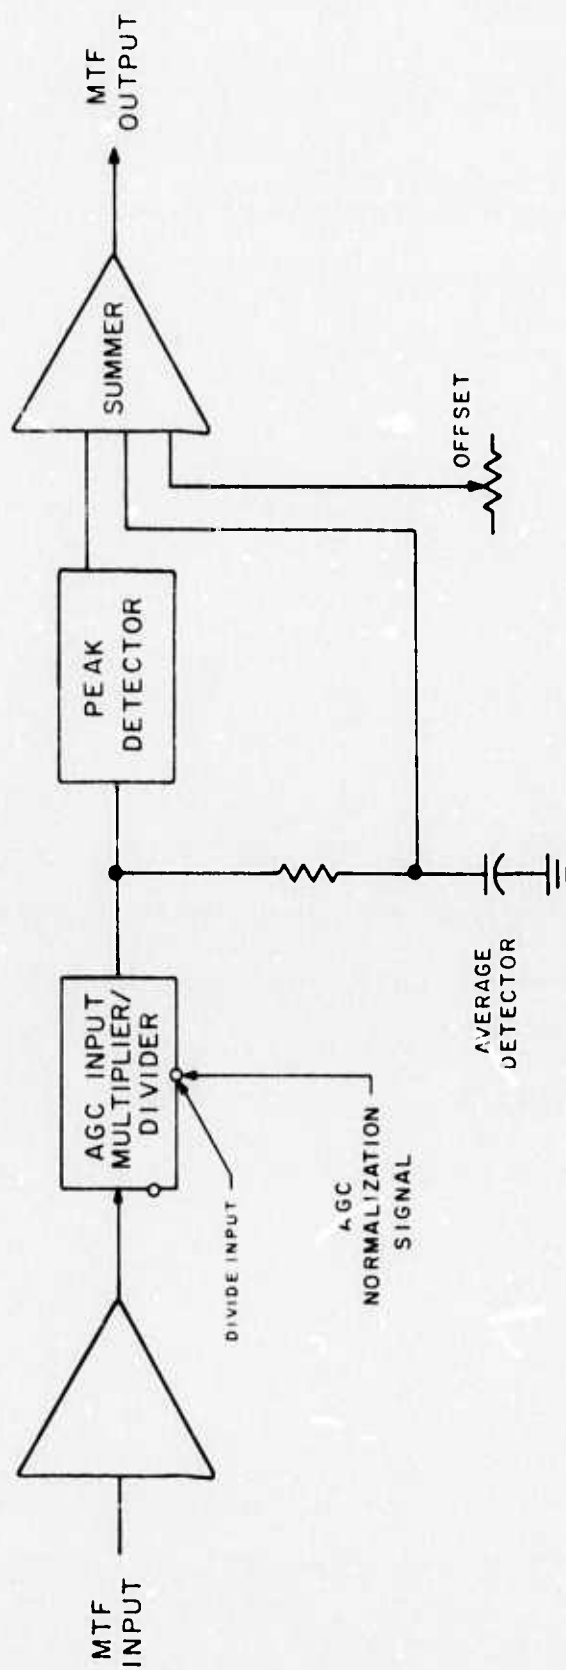 MTF
INPUT
AGC INPUT
MULTIPLIER/
DIVIDER
DIVIDE INPUT
AGC
NORMALIZATION
SIGNAL
PEAK
DETECTOR
AVERAGE
DETECTOR
SUMMER
OFFSET
MTF
OUTPUT